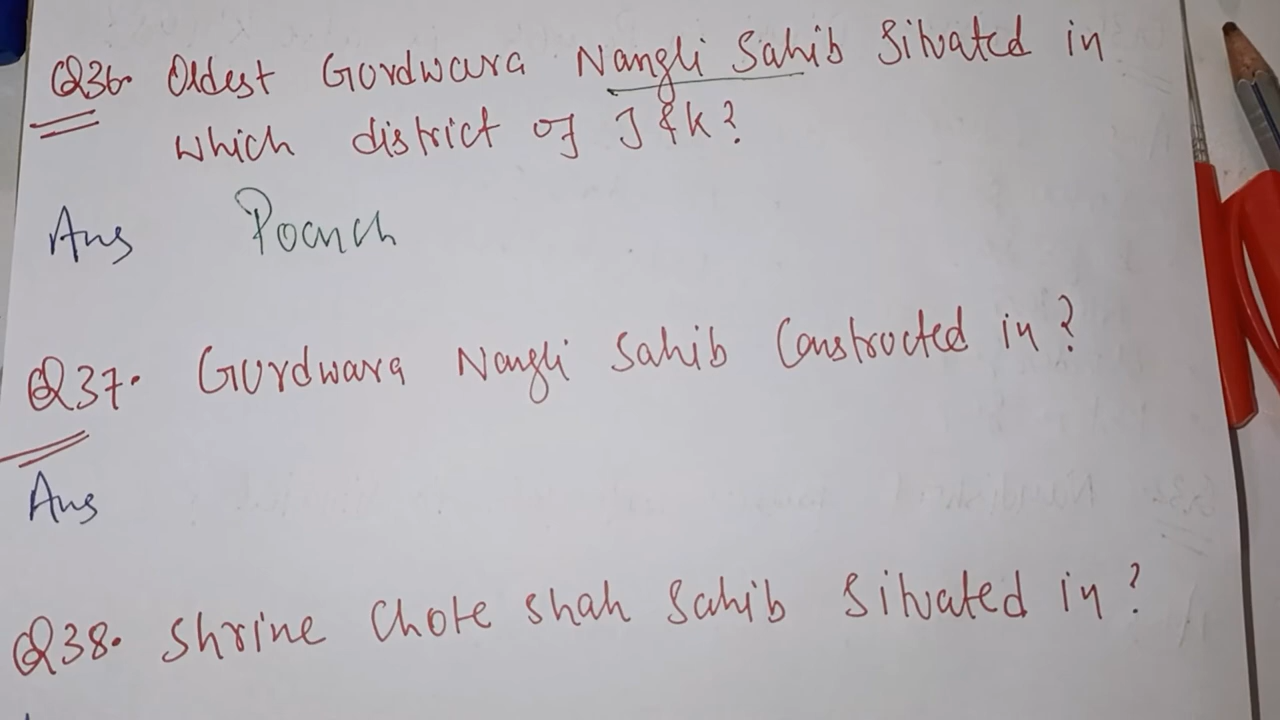 Q36. Oldest Gurdwara Nangli Sahib Situated in
which district of J & K?
Ans Poonch
Q37. Gurdwara Nangli Sahib Constructed in?
Ans
Q38. Shrine Chote Shah Sahib Situated in?